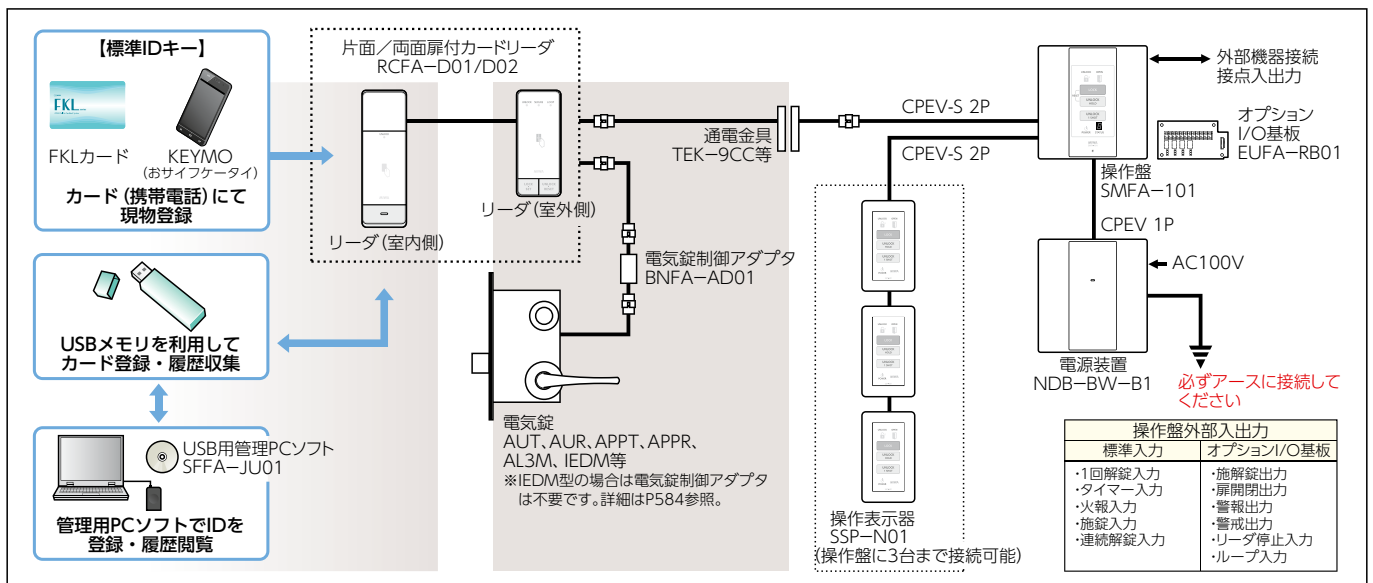 【標準IDキー】
FKL
FKLカード
KEYMO
(おサイフケータイ)
カード(携帯電話)にて
現物登録
USBメモリを利用して
カード登録・履歴収集
USB用管理PCソフト
SFFA−JU01
管理用PCソフトでIDを
登録・履歴閲覧
片面／両面扉付カードリーダ
RCFA−D01/D02
リーダ(室内側)
リーダ(室外側)
通電金具
TEK−9CC等
電気錠制御アダプタ
BNFA−AD01
電気錠
AUT、AUR、APPT、APPR、
AL3M、IEDM等
※IEDM型の場合は電気錠制御アダプタ
は不要です。詳細はP584参照。
CPEV-S 2P
CPEV-S 2P
操作表示器
SSP−N01
(操作盤に3台まで接続可能)
外部機器接続
接点入出力
オプション
I/O基板
EUFA−RB01
操作盤
SMFA−101
CPEV 1P
AC100V
電源装置
NDB−BW−B1
必ずアースに接続して
ください
操作盤外部入出力
標準入力
オプションI/O基板
・1回解錠入力
・タイマー入力
・火報入力
・施錠入力
・連続解錠入力
・施解錠出力
・扉開閉出力
・警報出力
・警戒出力
・リーダ停止入力
・ループ入力